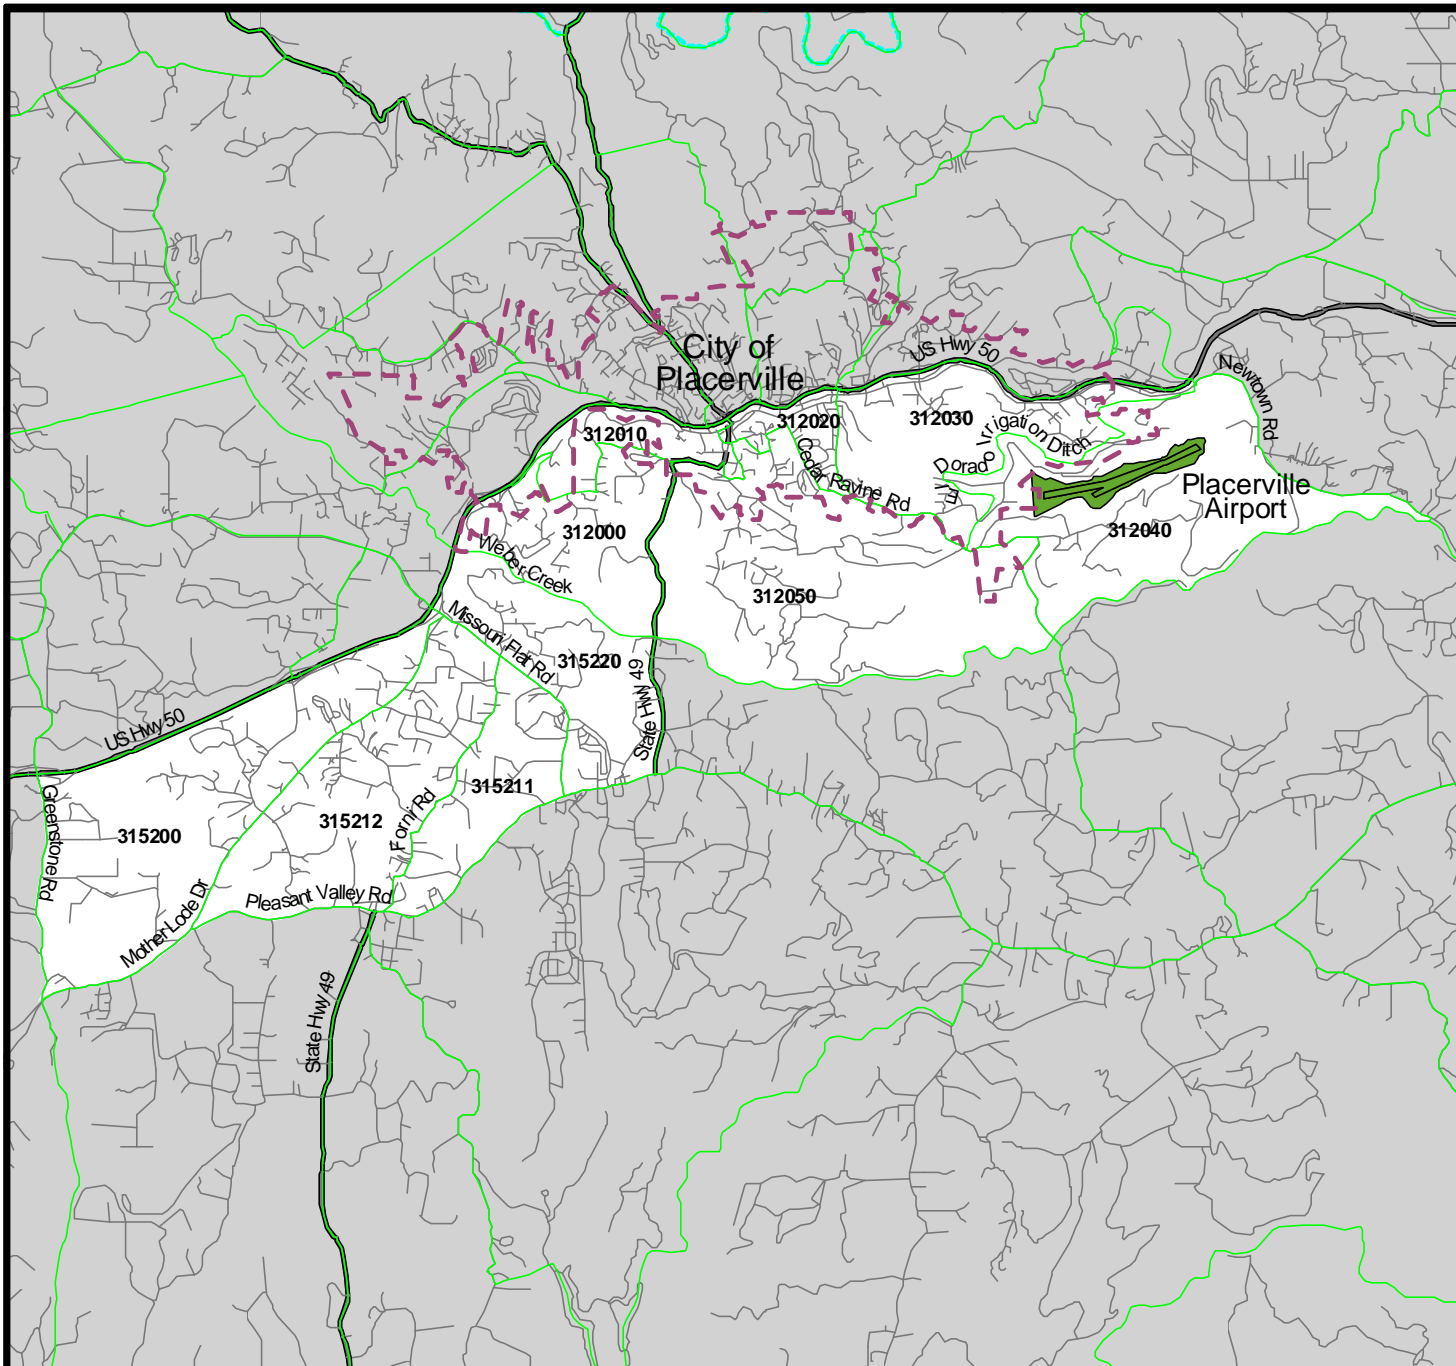 City of
Placerville
US Hwy 50
Newtown Rd
312010
312020
312030
El Dorado Irrigation Ditch
Cedar Ravine Rd
Placerville
Airport
312000
312040
Weber Creek
312050
Missouri Flat Rd
315220
State Hwy 49
US Hwy 50
315211
Greenstone Rd
315200
315212
Forni Rd
Mother Lode Dr
Pleasant Valley Rd
State Hwy 49